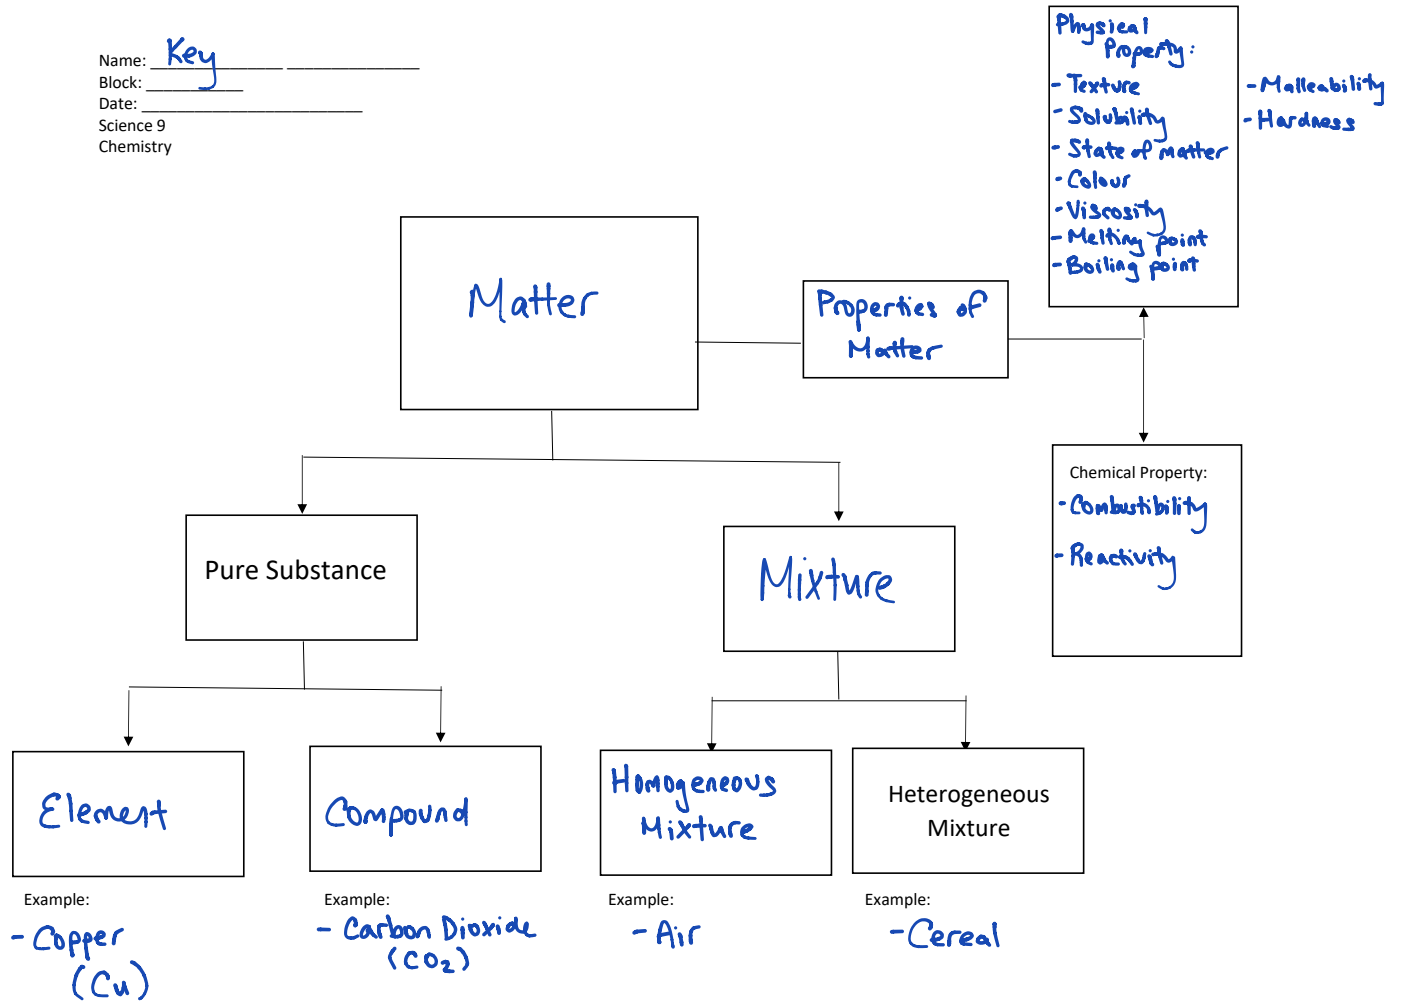 Name: Key
Block:
Date:
Science 9
Chemistry
Physical
Property:
- Texture
- Solubility
- State of matter
- Colour
- Viscosity
- Melting point
- Boiling point
- Malleability
- Hardness
Matter
Properties of
Matter
Chemical Property:
- Combustibility
- Reactivity
Pure Substance
Mixture
Element
Compound
Homogeneous
Mixture
Heterogeneous
Mixture
Example:
- Copper
(Cu)
Example:
- Carbon Dioxide
(CO₂)
Example:
- Air
Example:
- Cereal